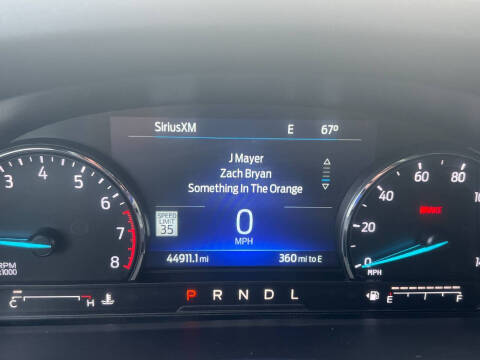 SiriusXM E 67°
J Mayer
Zach Bryan
Something In The Orange
3 4 5 6 7 8
RPM
x1000
SPEED
LIMIT
35
0
MPH
44911.1 mi 360 mi to E
0 20 40 60 80
BRAKE
MPH
C H
P R N D L
E F